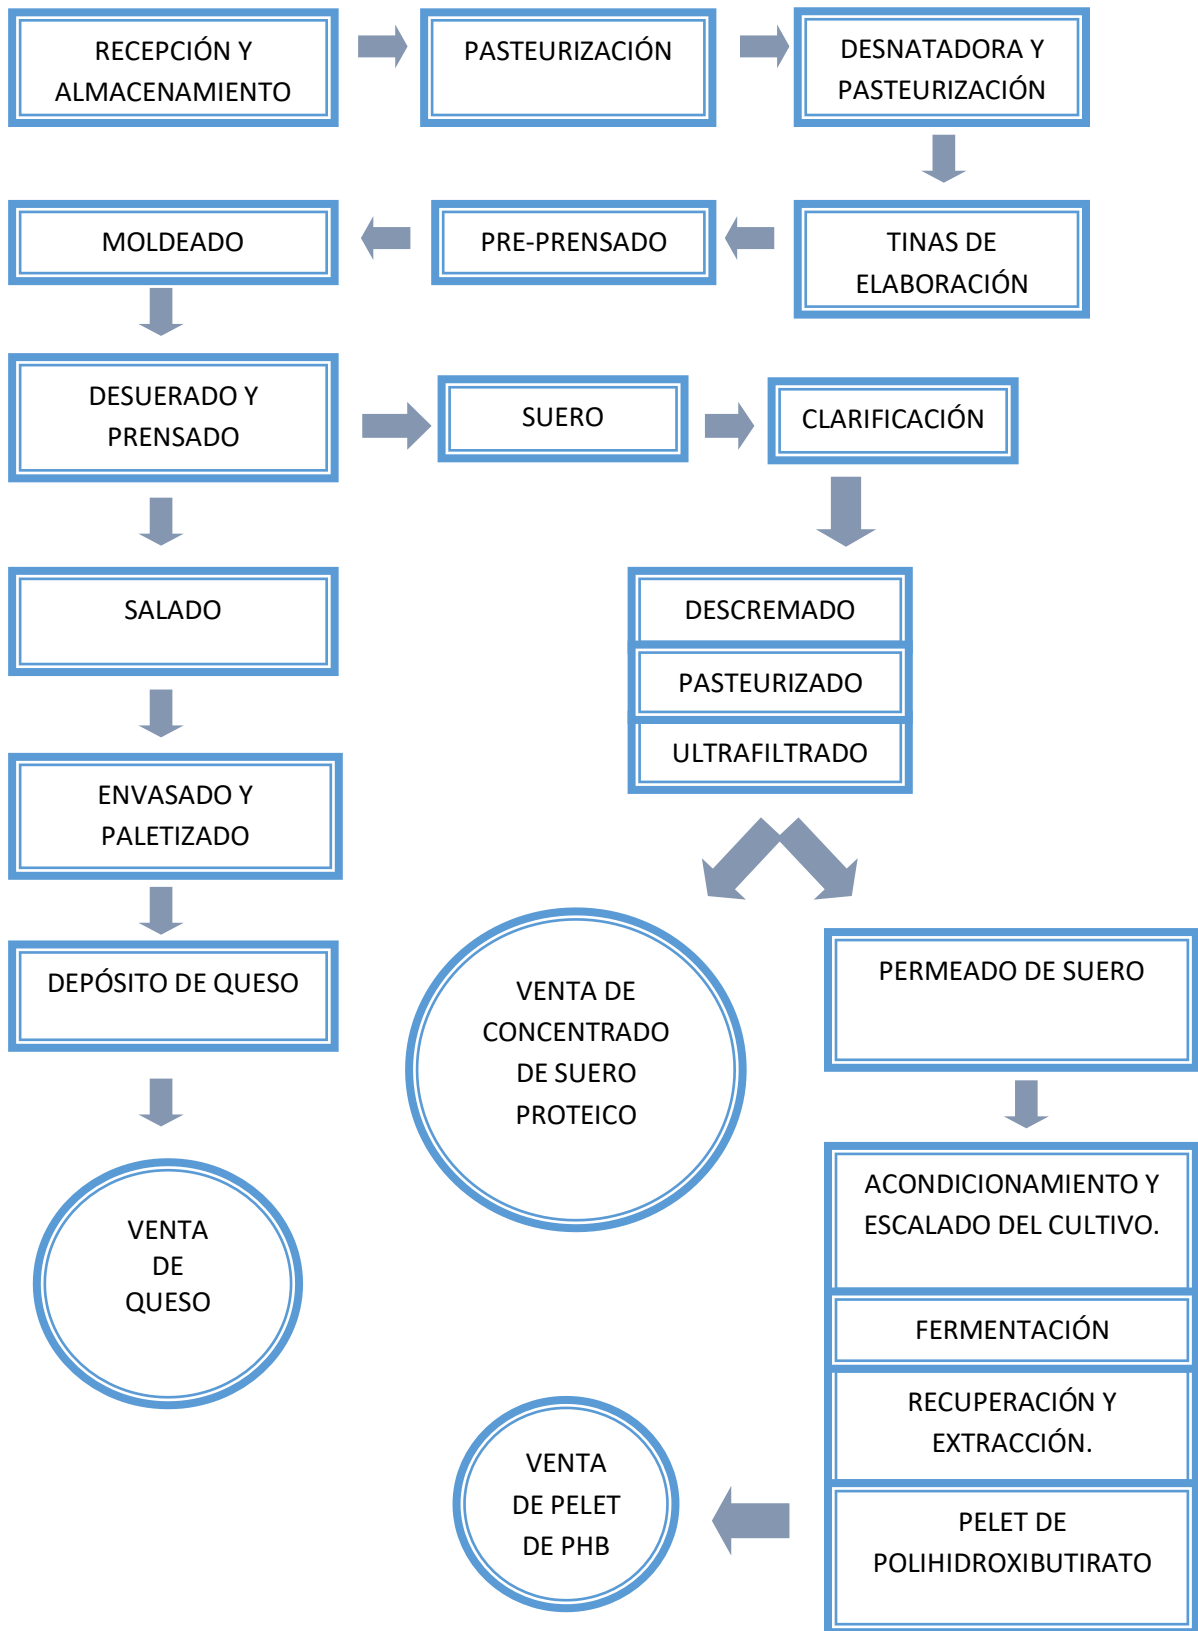 RECEPCIÓN Y
ALMACENAMIENTO
PASTEURIZACIÓN
DESNATADORA Y
PASTEURIZACIÓN
MOLDEADO
PRE-PRENSADO
TINAS DE
ELABORACIÓN
DESUERADO Y
PRENSADO
SUERO
CLARIFICACIÓN
SALADO
DESCREMADO
PASTEURIZADO
ULTRAFILTRADO
ENVASADO Y
PALETIZADO
DEPÓSITO DE QUESO
VENTA DE
CONCENTRADO
DE SUERO
PROTEICO
PERMEADO DE SUERO
VENTA
DE
QUESO
ACONDICIONAMIENTO Y
ESCALADO DEL CULTIVO.
FERMENTACIÓN
RECUPERACIÓN Y
EXTRACCIÓN.
VENTA
DE PELET
DE PHB
PELET DE
POLIHIDROXIBUTIRATO